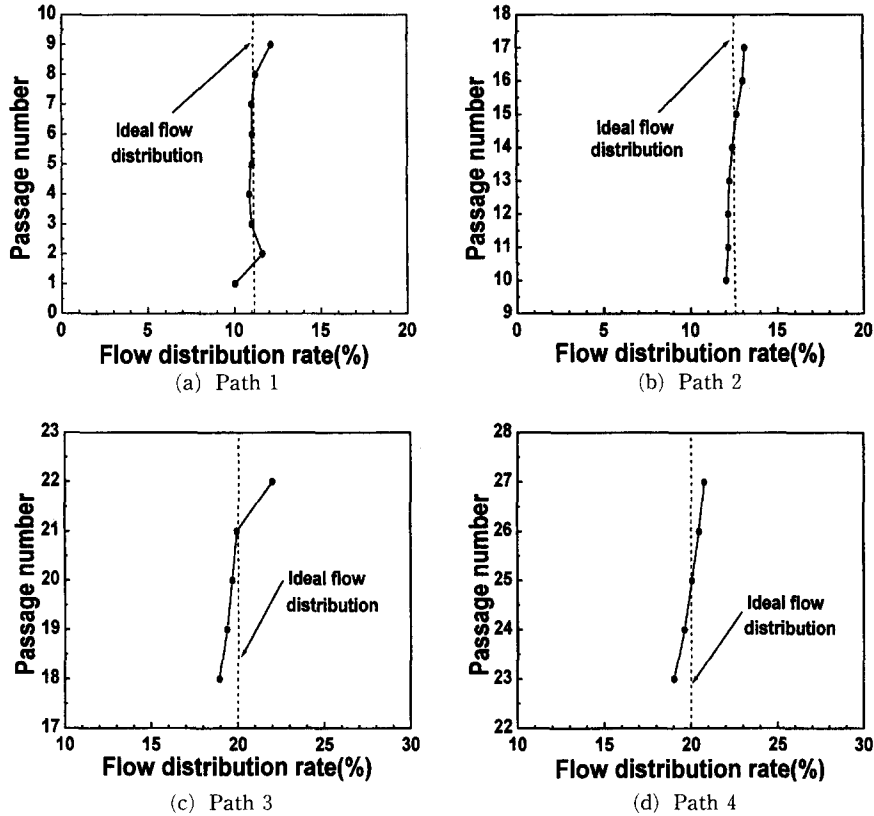 10
9
8
7
6
5
4
3
2
1
0
Passage number
Ideal flow
distribution
0 5 10 15 20
Flow distribution rate(%)
(a) Path 1
18
17
16
15
14
13
12
11
10
9
Passage number
Ideal flow
distribution
0 5 10 15 20
Flow distribution rate(%)
(b) Path 2
23
22
21
20
19
18
17
Passage number
Ideal flow
distribution
10 15 20 25 30
Flow distribution rate(%)
(c) Path 3
28
27
26
25
24
23
22
Passage number
Ideal flow
distribution
10 15 20 25 30
Flow distribution rate(%)
(d) Path 4